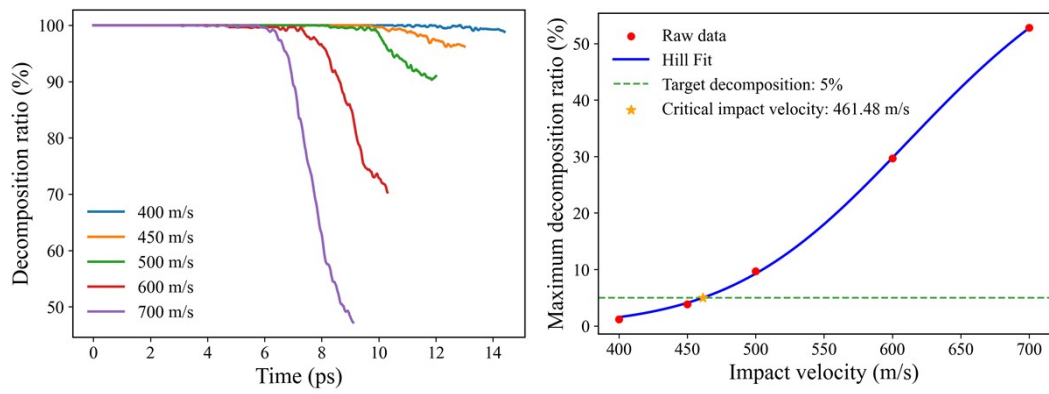 Decomposition ratio (%)
100
90
80
70
60
50
400 m/s
450 m/s
500 m/s
600 m/s
700 m/s
0
2
4
6
8
10
12
14
Time (ps)
Maximum decomposition ratio (%)
50
40
30
20
10
0
Raw data
Hill Fit
Target decomposition: 5%
Critical impact velocity: 461.48 m/s
400
450
500
550
600
650
700
Impact velocity (m/s)